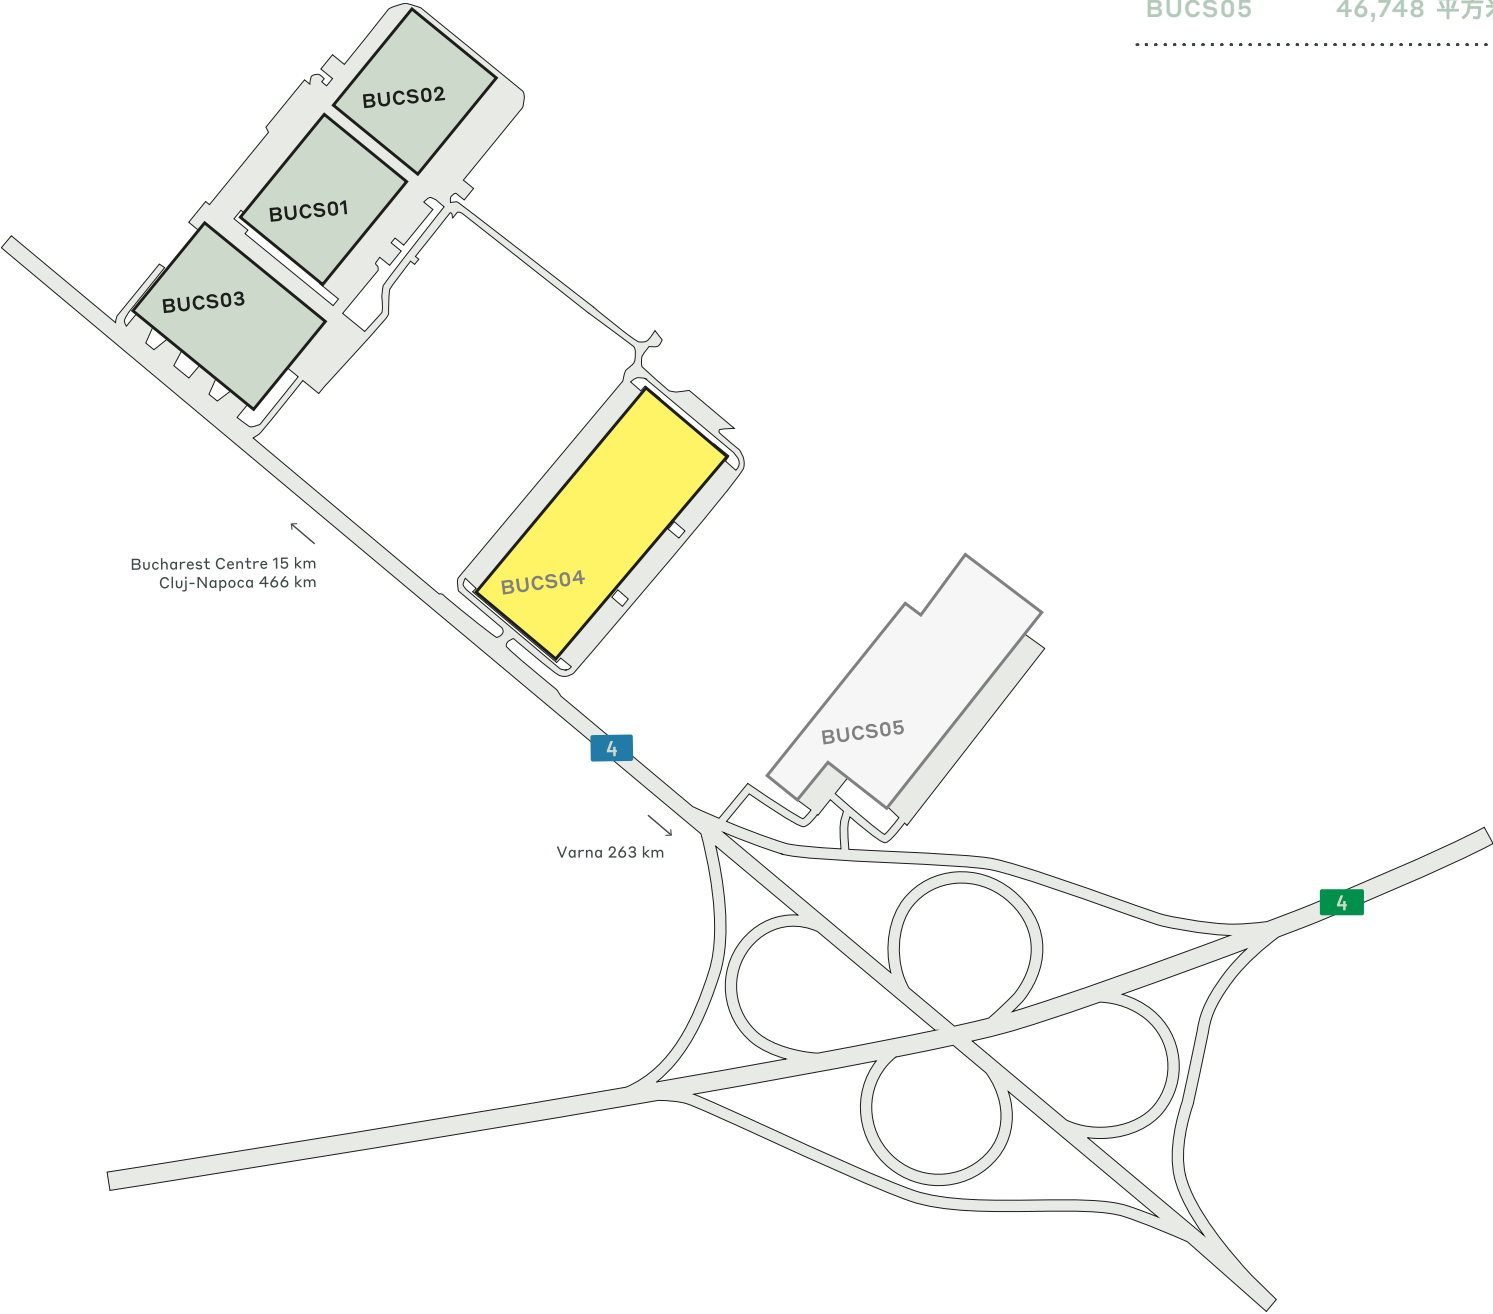 BUCS05 46,748 平方米
BUCS02
BUCS01
BUCS03
Bucharest Centre 15 km
Cluj-Napoca 466 km
BUCS04
BUCS05
4
Varna 263 km
4